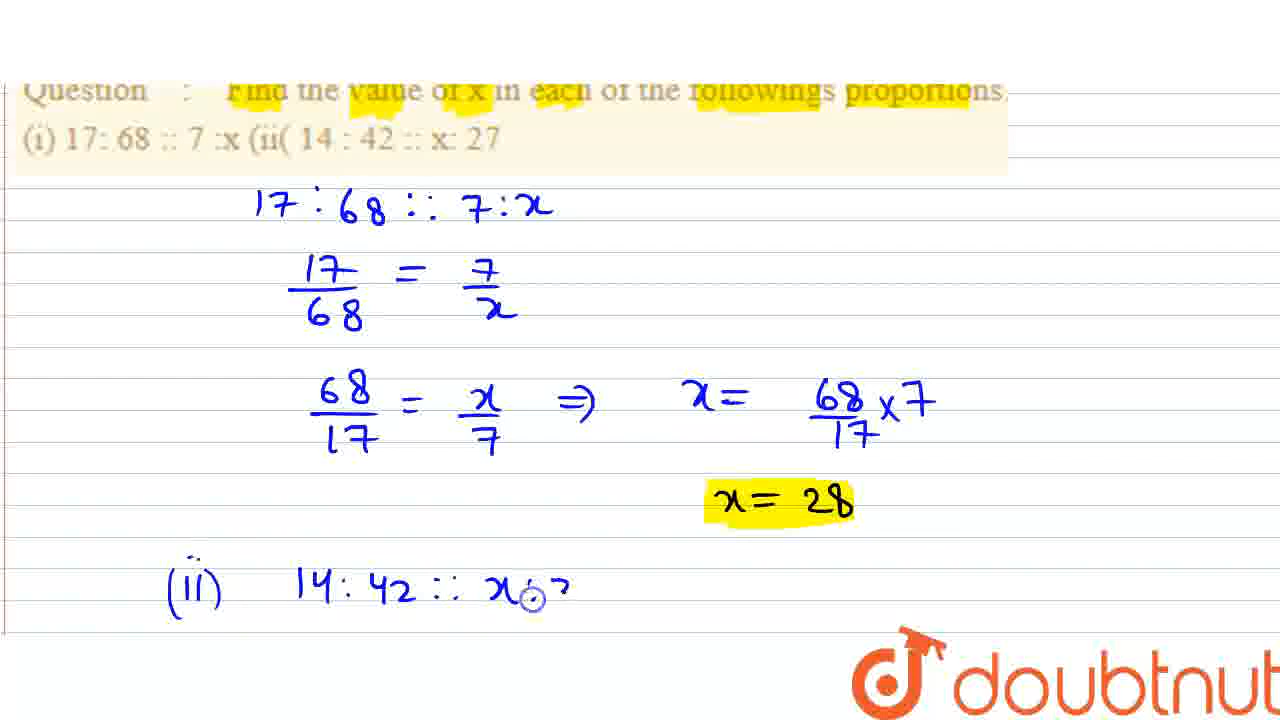 Question : Find the value of x in each of the followings proportions
(i) 17: 68 :: 7 :x (ii( 14 : 42 :: x: 27
17 : 68 :: 7 : x
17/68 = 7/x
68/17 = x/7 ⇒ x = 68/17 × 7
x = 28
(ii) 14 : 42 :: x :
doubtnut